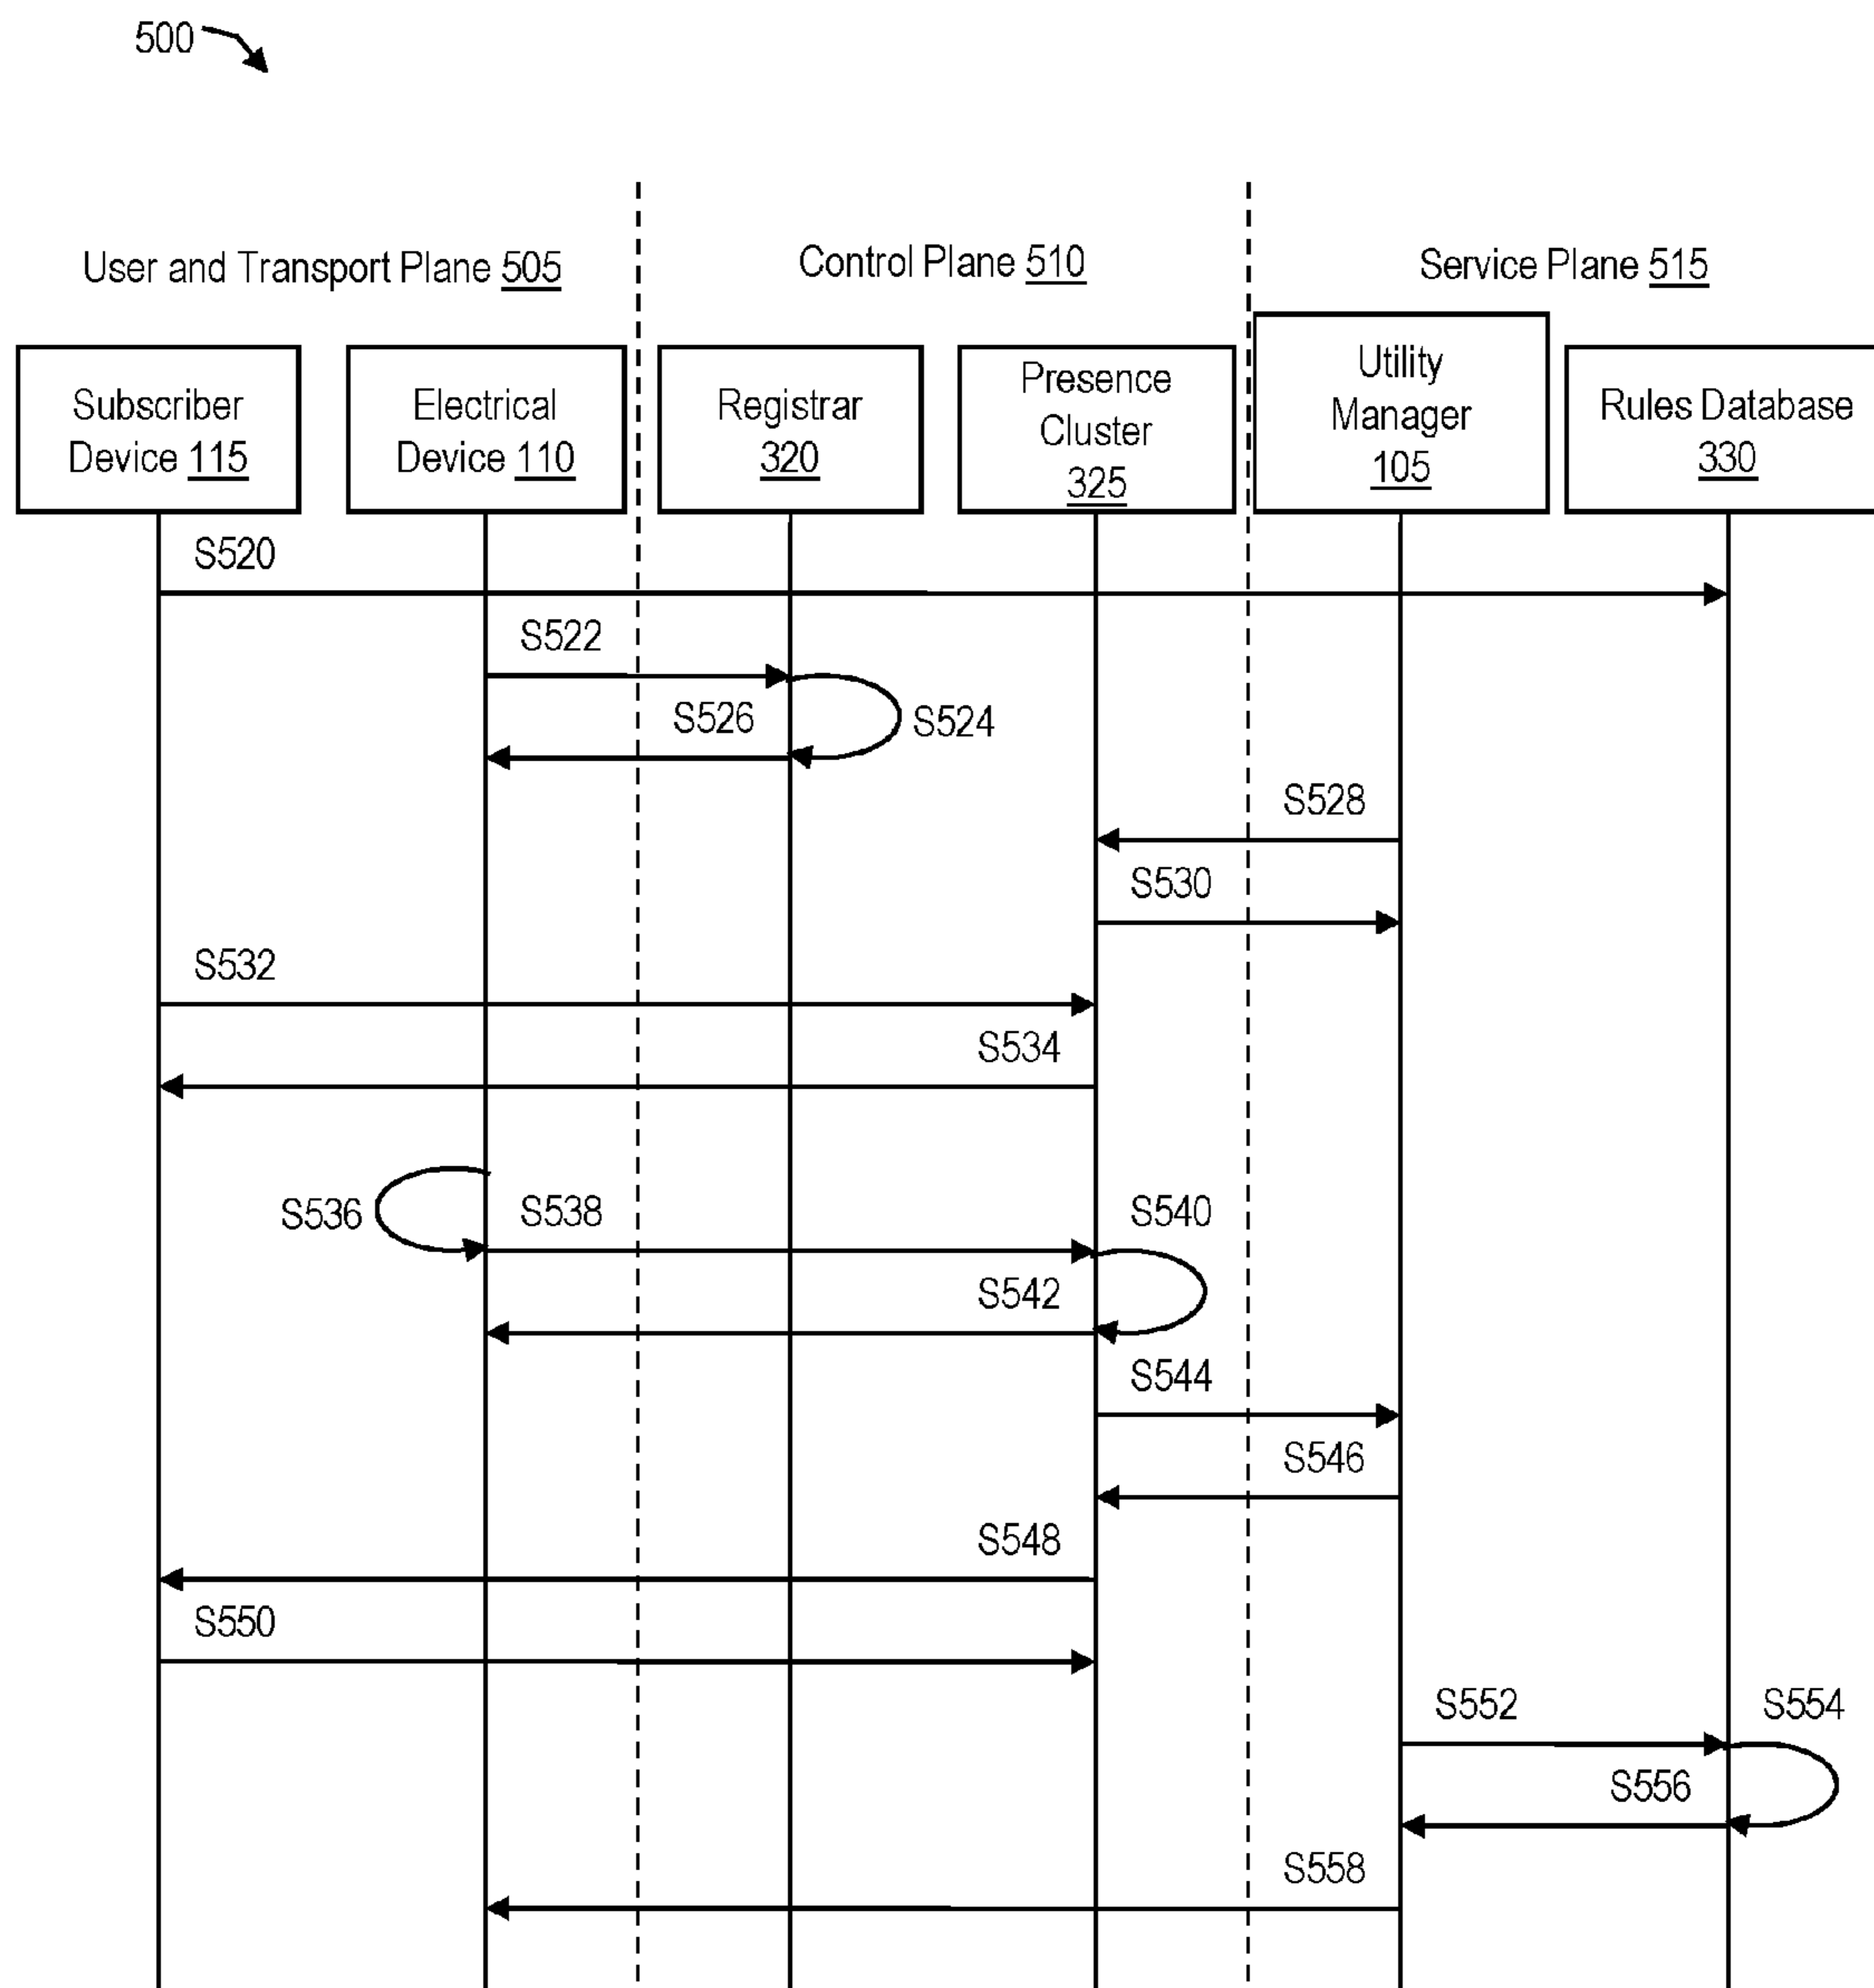 500
User and Transport Plane 505
Control Plane 510
Service Plane 515
Subscriber
Device 115
Electrical
Device 110
Registrar
320
Presence
Cluster
325
Utility
Manager
105
Rules Database
330
S520
S522
S526
S524
S528
S530
S532
S534
S536
S538
S540
S542
S544
S546
S548
S550
S552
S554
S556
S558